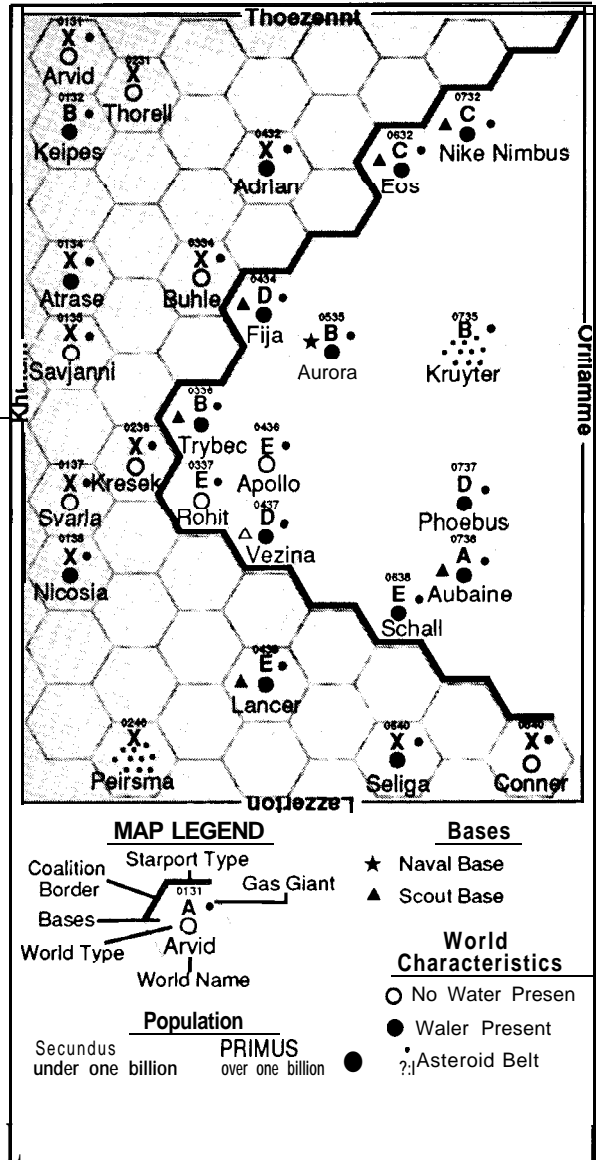 Thoezennt
0131
X
Arvid
0231
X
Thorell
0132
B
Keipes
0432
X
Adrian
0632
C
Eos
0732
C
Nike Nimbus
0134
X
Atrase
0334
X
Buhle
0434
D
Fija
0135
X
Savjanni
0535
B
Aurora
0735
B
Kruyter
Oriflamme
0336
B
Trybec
0236
X
Kresek
0436
E
Apollo
0137
X
Svarla
0337
E
Rohit
0437
D
Vezina
0737
D
Phoebus
0138
X
Nicosia
0738
A
Aubaine
0638
E
Schall
0439
E
Lancer
0240
X
Peirsma
0640
X
Seliga
0840
X
Conner
Lazzerton
MAP LEGEND
Starport Type
Coalition
Border
Gas Giant
0131
A
Bases
World Type
Arvid
World Name
Bases
Naval Base
Scout Base
World
Characteristics
No Water Presen
Waler Present
?:I Asteroid Belt
Population
Secundus
under one billion
PRIMUS
over one billion